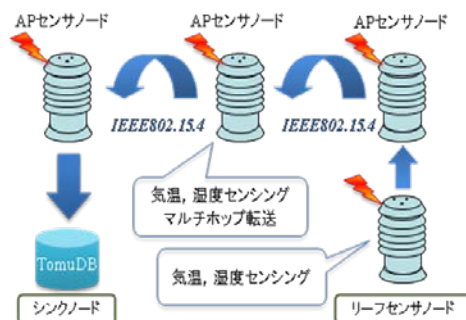 APセンサノード
APセンサノード
APセンサノード
IEEE802.15.4
IEEE802.15.4
気温, 湿度センシング
マルチホップ転送
TomuDB
気温, 湿度センシング
シンクノード
リーフセンサノード